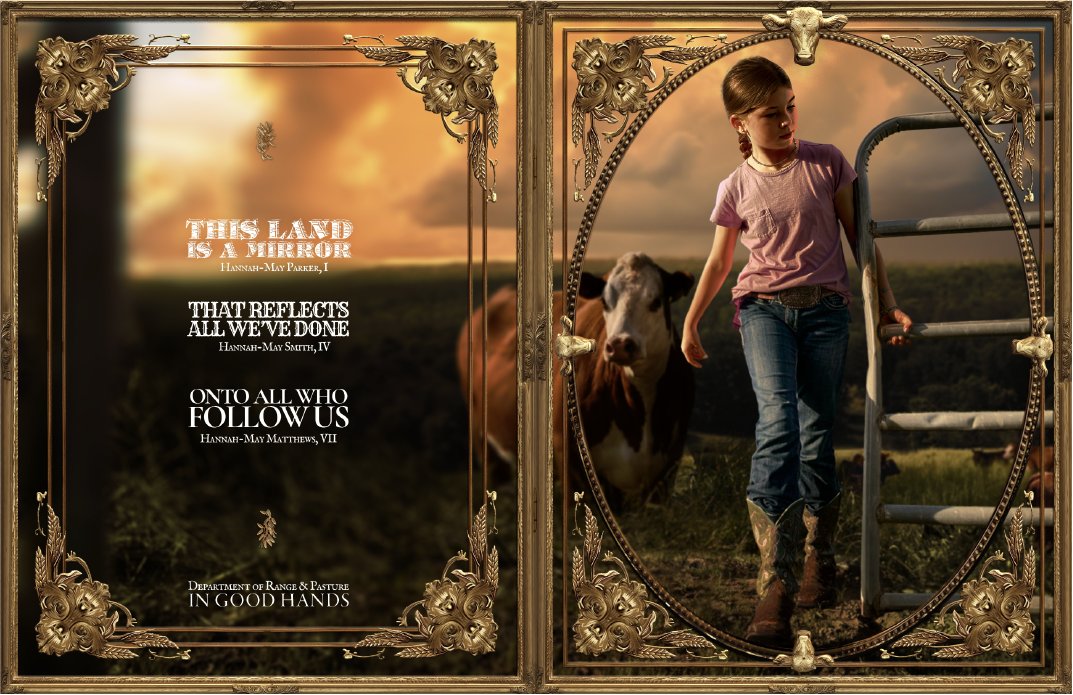 THIS LAND
IS A MIRROR
Hannah-May Parker, I
THAT REFLECTS
ALL WE'VE DONE
Hannah-May Smith, IV
ONTO ALL WHO
FOLLOW US
Hannah-May Matthews, VII
Department of Range & Pasture
IN GOOD HANDS